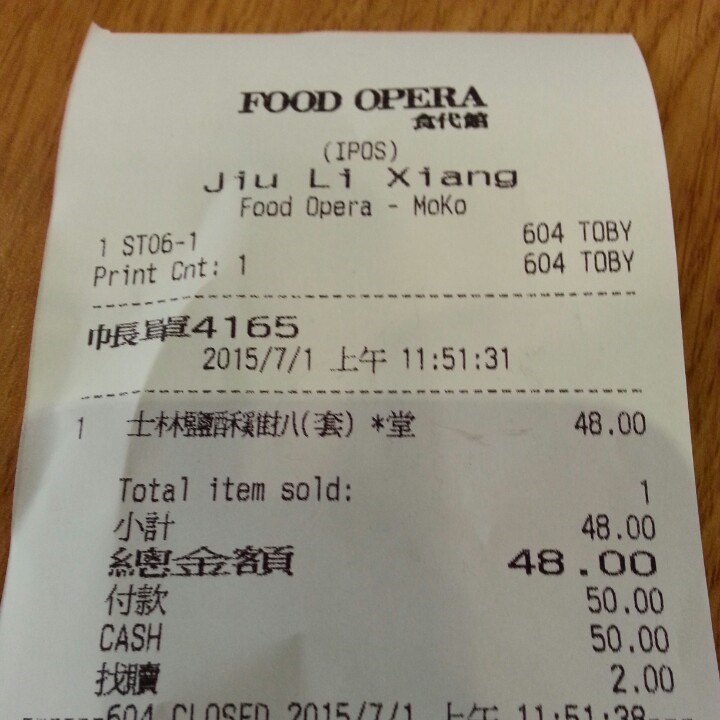 FOOD OPERA
食代館
(IPOS)
Jiu Li Xiang
Food Opera - MoKo
1 ST06-1 604 TOBY
Print Cnt: 1 604 TOBY
帳單4165
2015/7/1 上午 11:51:31
1 士林鹽酥雞扒(套) *堂 48.00
Total item sold: 1
小計 48.00
總金額 48.00
付款 50.00
CASH 50.00
找贖 2.00
604 CLOSED 2015/7/1 上午 11:51:39